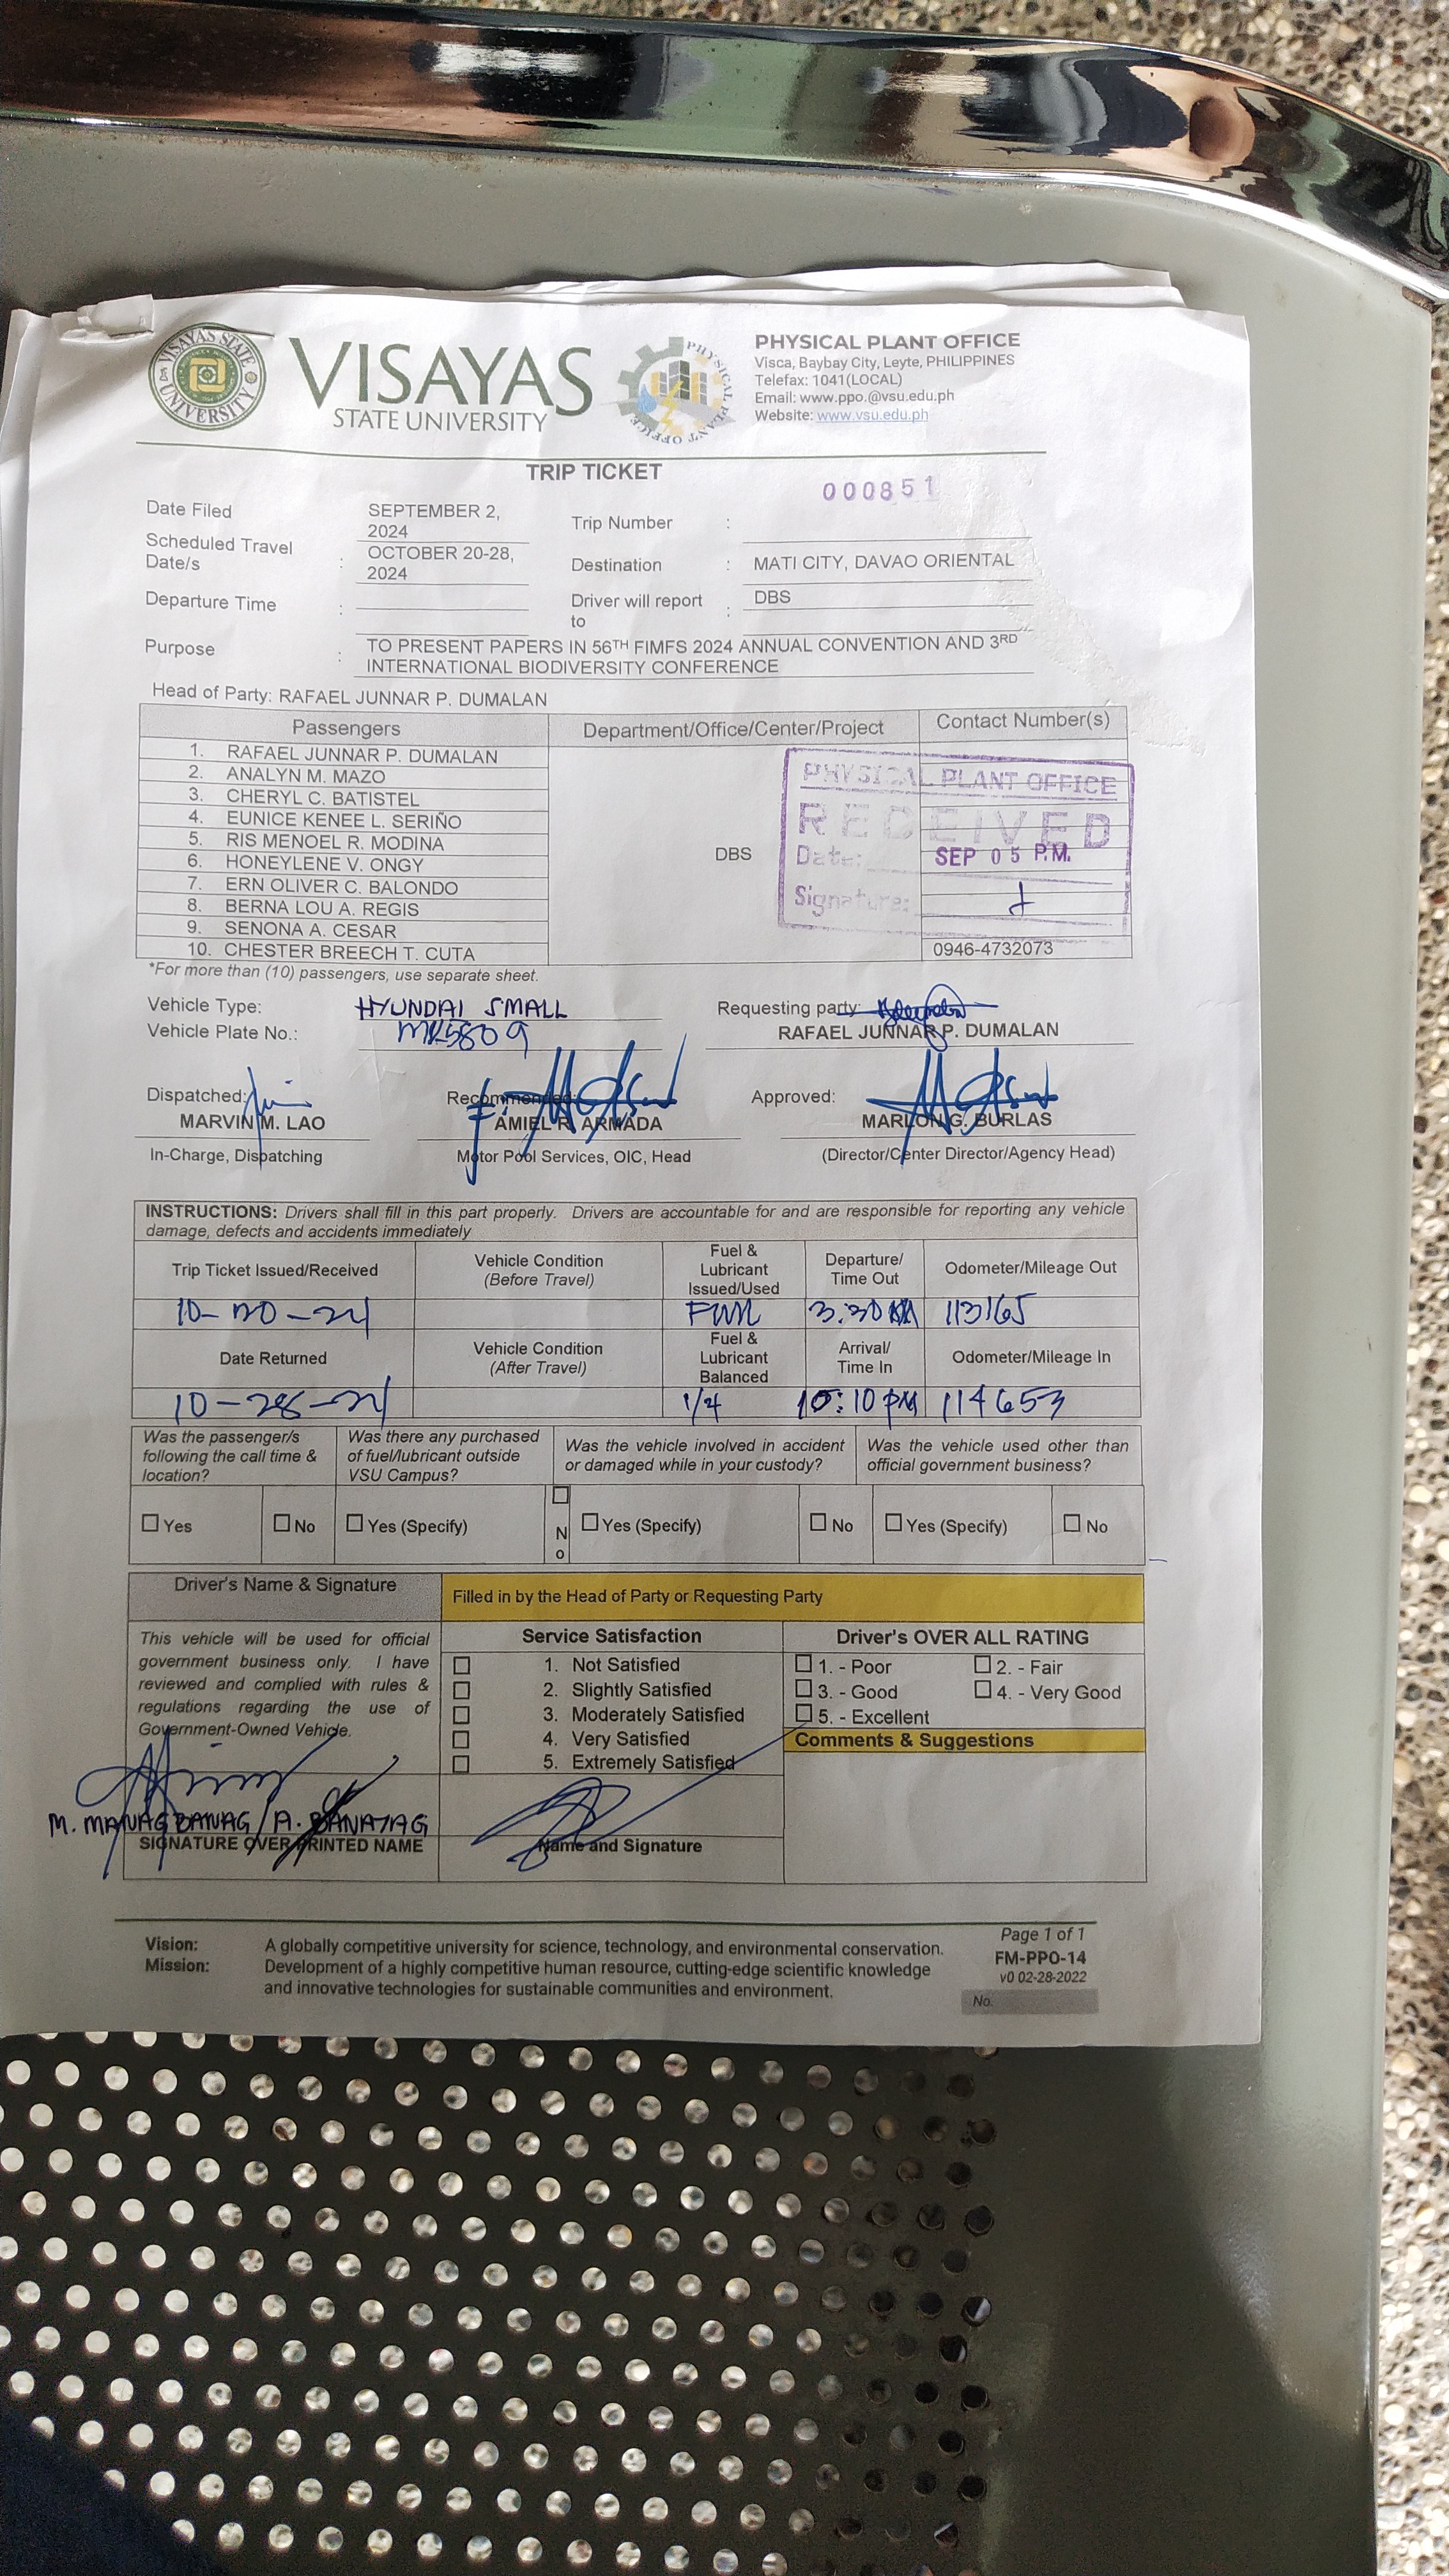 VISAYAS STATE UNIVERSITY
VISAYAS
STATE UNIVERSITY
PHYSICAL PLANT OFFICE
PHYSICAL PLANT OFFICE
Visca, Baybay City, Leyte, PHILIPPINES
Telefax: 1041(LOCAL)
Email: www.ppo.@vsu.edu.ph
Website: www.vsu.edu.ph
TRIP TICKET
000851
Date Filed SEPTEMBER 2, 2024 Trip Number :
Scheduled Travel Date/s : OCTOBER 20-28, 2024 Destination : MATI CITY, DAVAO ORIENTAL
Departure Time : Driver will report to : DBS
Purpose : TO PRESENT PAPERS IN 56TH FIMFS 2024 ANNUAL CONVENTION AND 3RD
INTERNATIONAL BIODIVERSITY CONFERENCE
Head of Party: RAFAEL JUNNAR P. DUMALAN
Passengers Department/Office/Center/Project Contact Number(s)
1. RAFAEL JUNNAR P. DUMALAN
2. ANALYN M. MAZO
3. CHERYL C. BATISTEL
4. EUNICE KENEE L. SERIÑO
5. RIS MENOEL R. MODINA
6. HONEYLENE V. ONGY
7. ERN OLIVER C. BALONDO
8. BERNA LOU A. REGIS
9. SENONA A. CESAR
10. CHESTER BREECH T. CUTA
DBS
0946-4732073
PHYSICAL PLANT OFFICE
RECEIVED
Date: SEP 05 P.M.
Signature:
*For more than (10) passengers, use separate sheet.
Vehicle Type: HYUNDAI SMALL Requesting party:
Vehicle Plate No.: RAFAEL JUNNAR P. DUMALAN
Dispatched: Recommended: Approved:
MARVIN M. LAO AMIEL R. ARMADA MARLON G. BURLAS
In-Charge, Dispatching Motor Pool Services, OIC, Head (Director/Center Director/Agency Head)
INSTRUCTIONS: Drivers shall fill in this part properly. Drivers are accountable for and are responsible for reporting any vehicle
damage, defects and accidents immediately
Trip Ticket Issued/Received Vehicle Condition (Before Travel) Fuel & Lubricant Issued/Used Departure/ Time Out Odometer/Mileage Out
10-20-24 Full 113165
Date Returned Vehicle Condition (After Travel) Fuel & Lubricant Balanced Arrival/ Time In Odometer/Mileage In
10-28-24 1/4 10:10 PM 114653
Was the passenger/s following the call time & location? Was there any purchased of fuel/lubricant outside VSU Campus? Was the vehicle involved in accident or damaged while in your custody? Was the vehicle used other than official government business?
Yes No Yes (Specify) No Yes (Specify) No Yes (Specify) No
Driver's Name & Signature Filled in by the Head of Party or Requesting Party
This vehicle will be used for official
government business only. I have
reviewed and complied with rules &
regulations regarding the use of
Government-Owned Vehicle.
Service Satisfaction
1. Not Satisfied
2. Slightly Satisfied
3. Moderately Satisfied
4. Very Satisfied
5. Extremely Satisfied
Driver's OVER ALL RATING
1. - Poor 2. - Fair
3. - Good 4. - Very Good
5. - Excellent
Comments & Suggestions
M. MANAGBANAG / A. BANAYAG
SIGNATURE OVER PRINTED NAME Name and Signature
Vision: A globally competitive university for science, technology, and environmental conservation.
Mission: Development of a highly competitive human resource, cutting-edge scientific knowledge
and innovative technologies for sustainable communities and environment.
Page 1 of 1
FM-PPO-14
v0 02-28-2022
No.